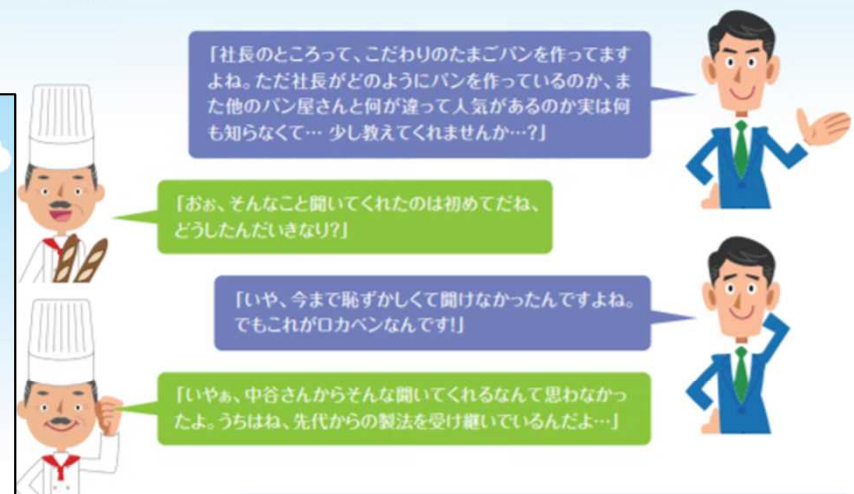 「社長のところって、こだわりのたまごパンを作ってます
よね。ただ社長がどのようにパンを作っているのか、ま
た他のパン屋さんと何が違って人気があるのか実は何
も知らなくて… 少し教えてくれませんか…?」
「おぉ、そんなこと聞いてくれたのは初めてだね、
どうしたんだいきなり?」
「いや、今まで恥ずかしくて聞けなかったんですよね。
でもこれがロカベンなんです!」
「いやぁ、中谷さんからそんな聞いてくれるなんて思わなかっ
たよ。うちはね、先代からの製法を受け継いでいるんだよ…」